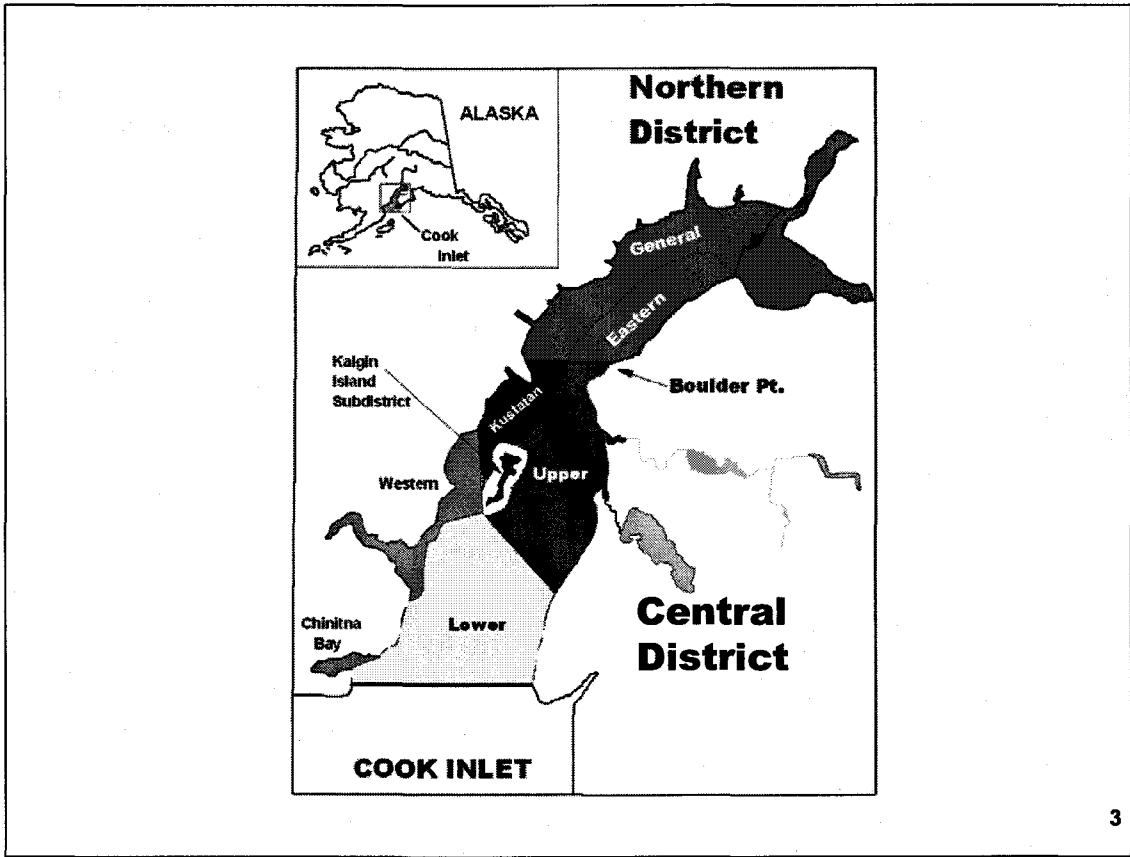 ALASKA
Cook
Inlet
Northern
District
General
Eastern
Kalgin
Island
Subdistrict
Boulder Pt.
Kustatan
Western
Upper
Central
District
Chinitna
Bay
Lower
COOK INLET
3